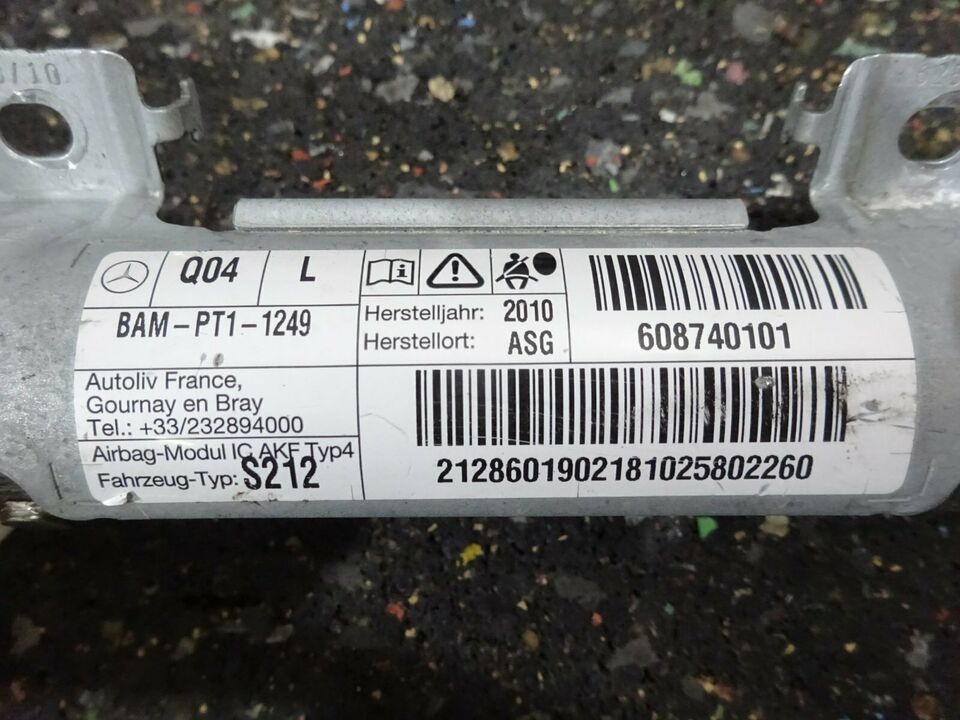 /10
Q04 L
BAM-PT1-1249
Autoliv France,
Gournay en Bray
Tel.: +33/232894000
Airbag-Modul IC AKF Typ4
Fahrzeug-Typ: S212
Herstelljahr: 2010
Herstellort: ASG
608740101
2128601902181025802260